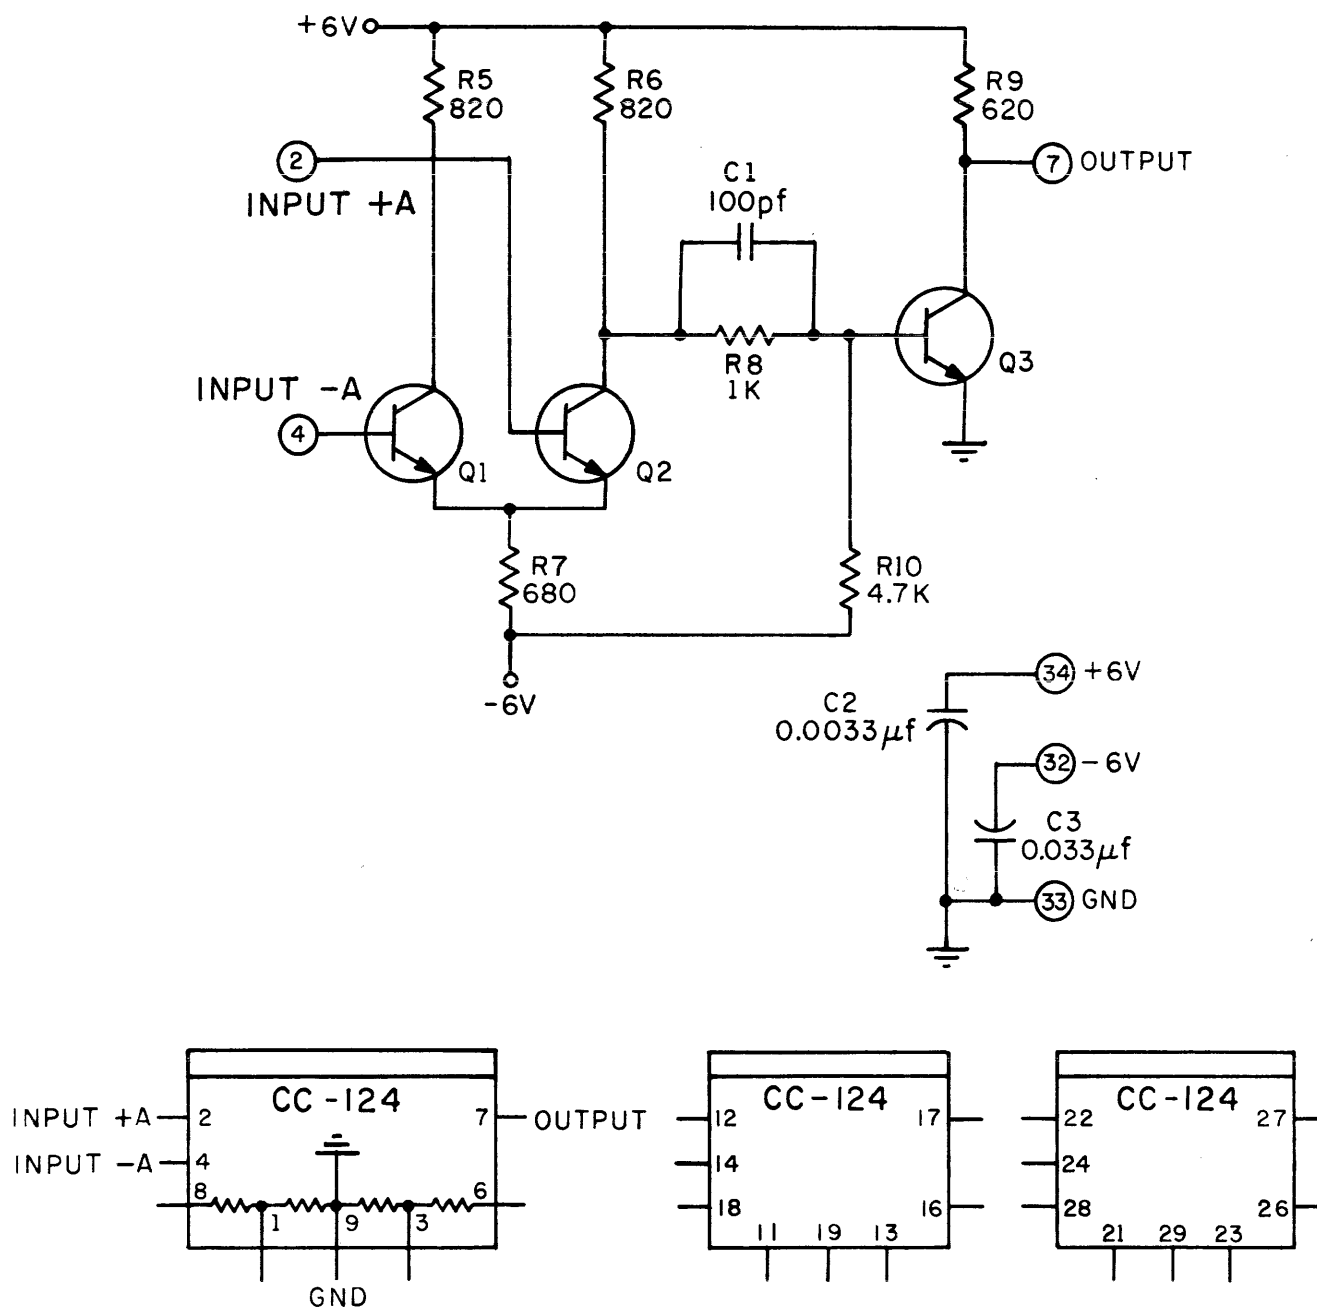 +6V
R5
820
R6
820
R9
620
2
INPUT +A
7 OUTPUT
C1
100pf
R8
1K
Q3
INPUT -A
4
Q1
Q2
R7
680
R10
4.7K
-6V
34 +6V
C2
0.0033µf
32 -6V
C3
0.033µf
33 GND
CC-124
INPUT +A 2
7 OUTPUT
INPUT -A 4
8
6
1
9
3
GND
CC-124
12
17
14
18
16
11
19
13
CC-124
22
27
24
28
26
21
29
23